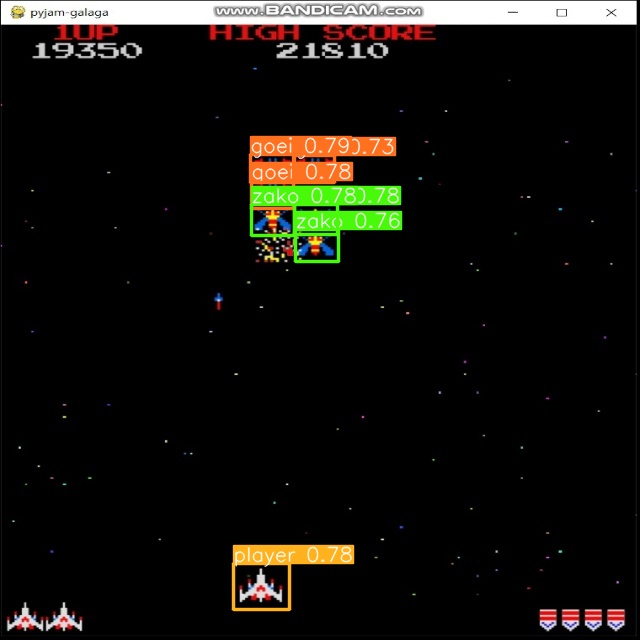 pyjam-galaga
www.BANDICAM.com
1UP HIGH SCORE
19350 21810
goei 0.79 0.73
goei 0.78
zako 0.78 0.78
zako 0.76
player 0.78